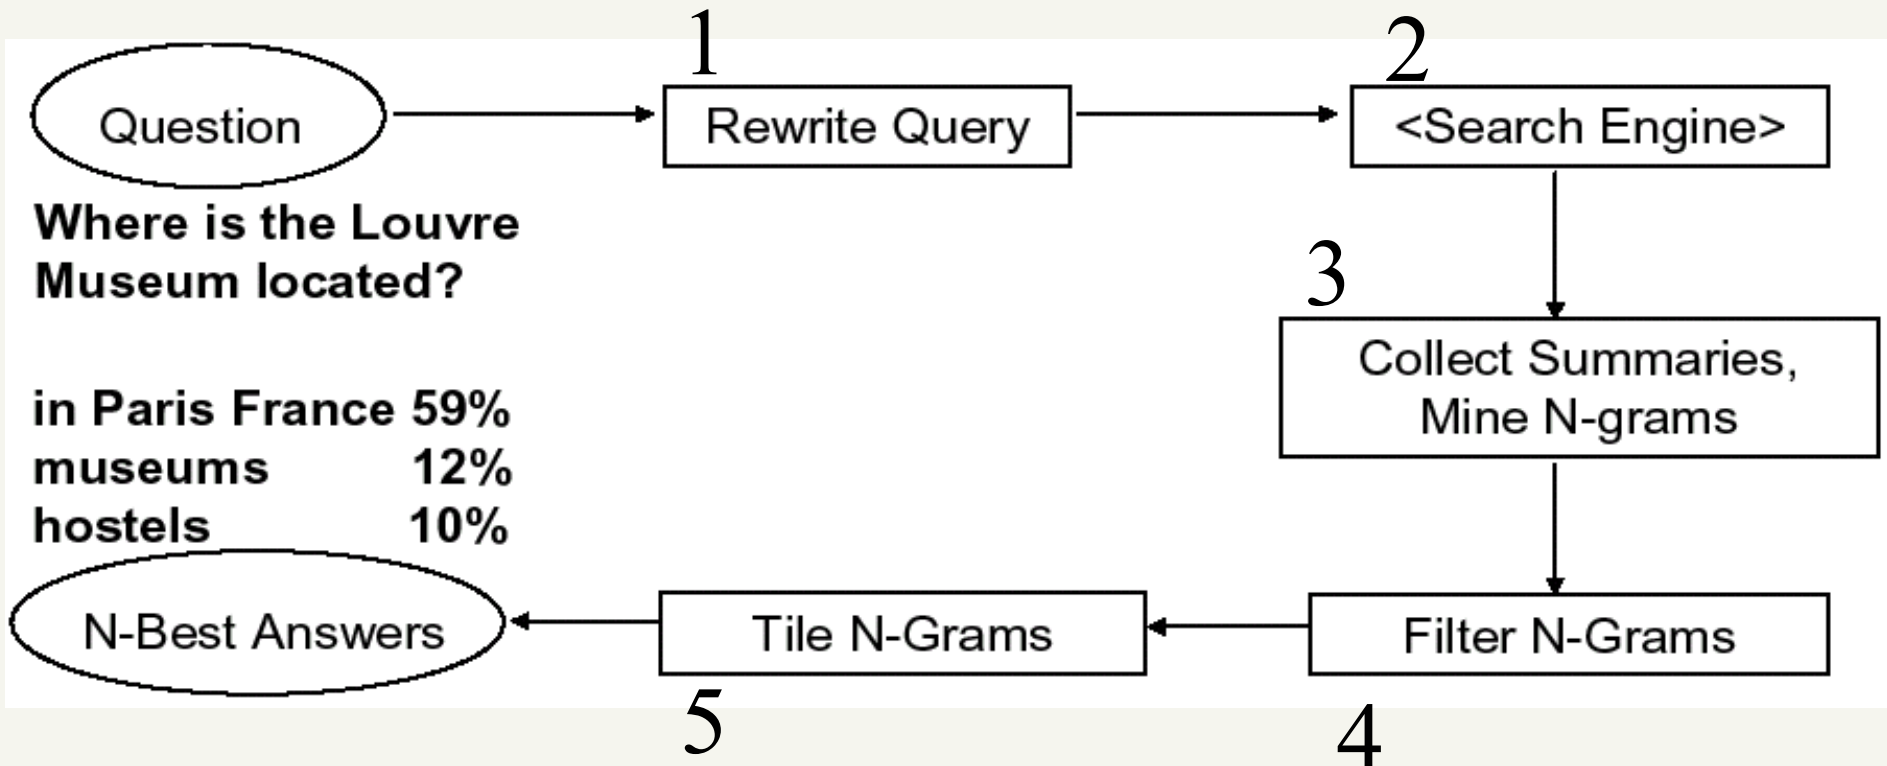 1
2
Question
Rewrite Query
<Search Engine>
Where is the Louvre
Museum located?
3
Collect Summaries,
Mine N-grams
in Paris France 59%
museums 12%
hostels 10%
N-Best Answers
Tile N-Grams
Filter N-Grams
5
4